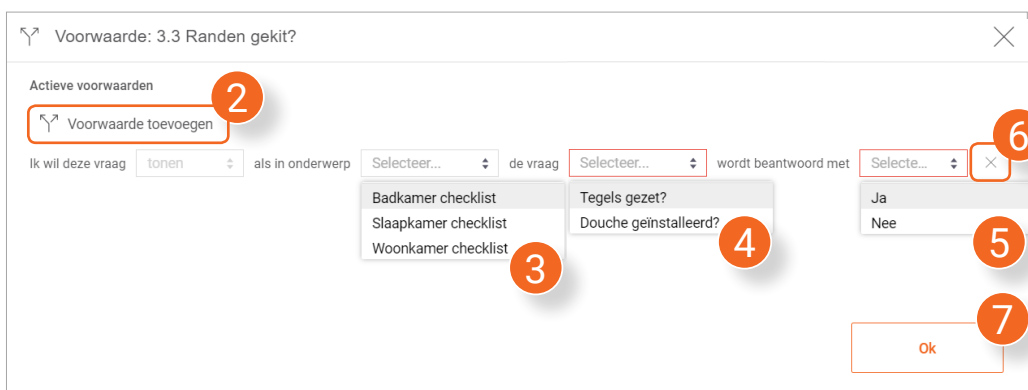 Voorwaarde: 3.3 Randen gekit?
Actieve voorwaarden
2
Voorwaarde toevoegen
6
Ik wil deze vraag tonen als in onderwerp Selecteer... de vraag Selecteer... wordt beantwoord met Selecte...
Badkamer checklist Tegels gezet? Ja
Slaapkamer checklist Douche geïnstalleerd? Nee
Woonkamer checklist
3 4 5
7
Ok